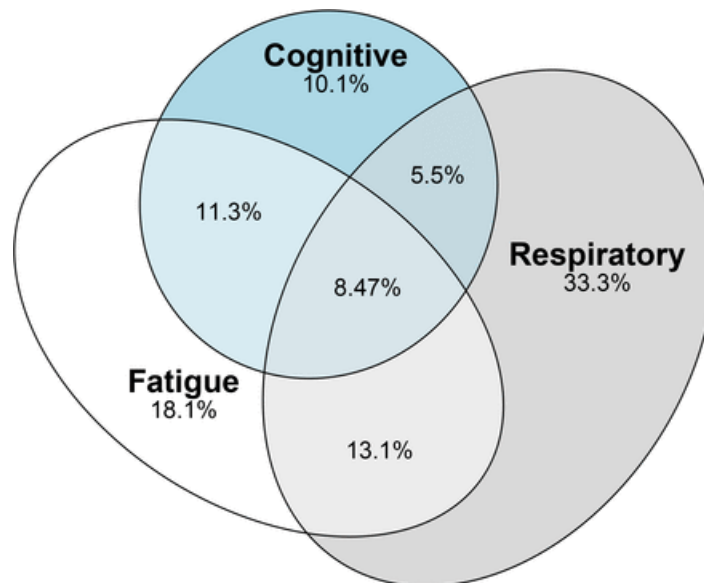 Cognitive
10.1%
5.5%
11.3%
Respiratory
33.3%
8.47%
Fatigue
18.1%
13.1%